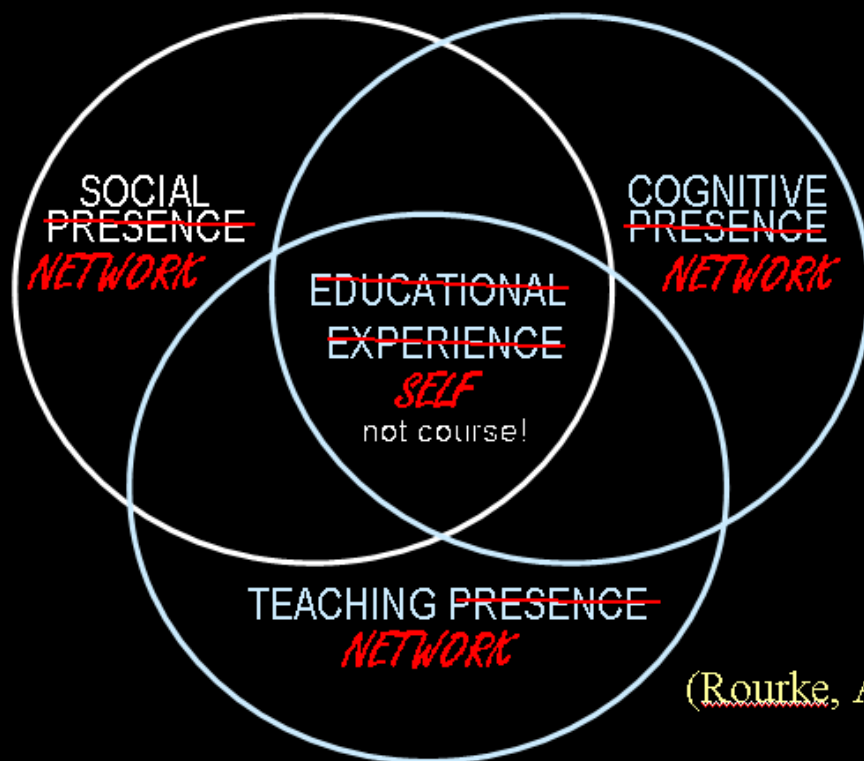 SOCIAL
PRESENCE
NETWORK
COGNITIVE
PRESENCE
NETWORK
EDUCATIONAL
EXPERIENCE
SELF
not course!
TEACHING PRESENCE
NETWORK
(Rourke,